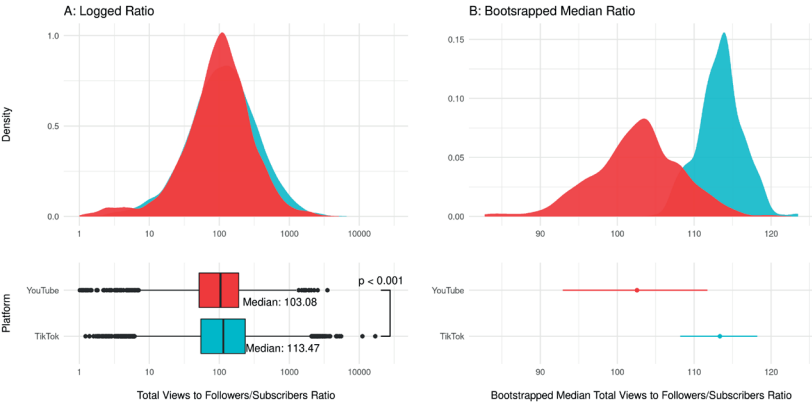 A: Logged Ratio
B: Bootsrapped Median Ratio
Density
1.0
0.5
0.0
1 10 100 1000 10000
0.15
0.10
0.05
0.00
90 100 110 120
Platform
YouTube
TikTok
Median: 103.08
Median: 113.47
p < 0.001
1 10 100 1000 10000
Total Views to Followers/Subscribers Ratio
YouTube
TikTok
90 100 110 120
Bootstrapped Median Total Views to Followers/Subscribers Ratio